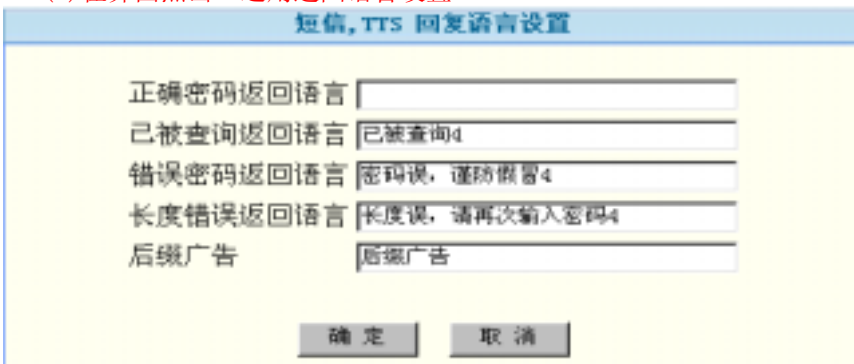 短信,TTS 回复语言设置
正确密码返回语言
已被查询返回语言 已被查询4
错误密码返回语言 密码误，谨防假冒4
长度错误返回语言 长度误，请再次输入密码4
后缀广告 后缀广告
确 定 取 消